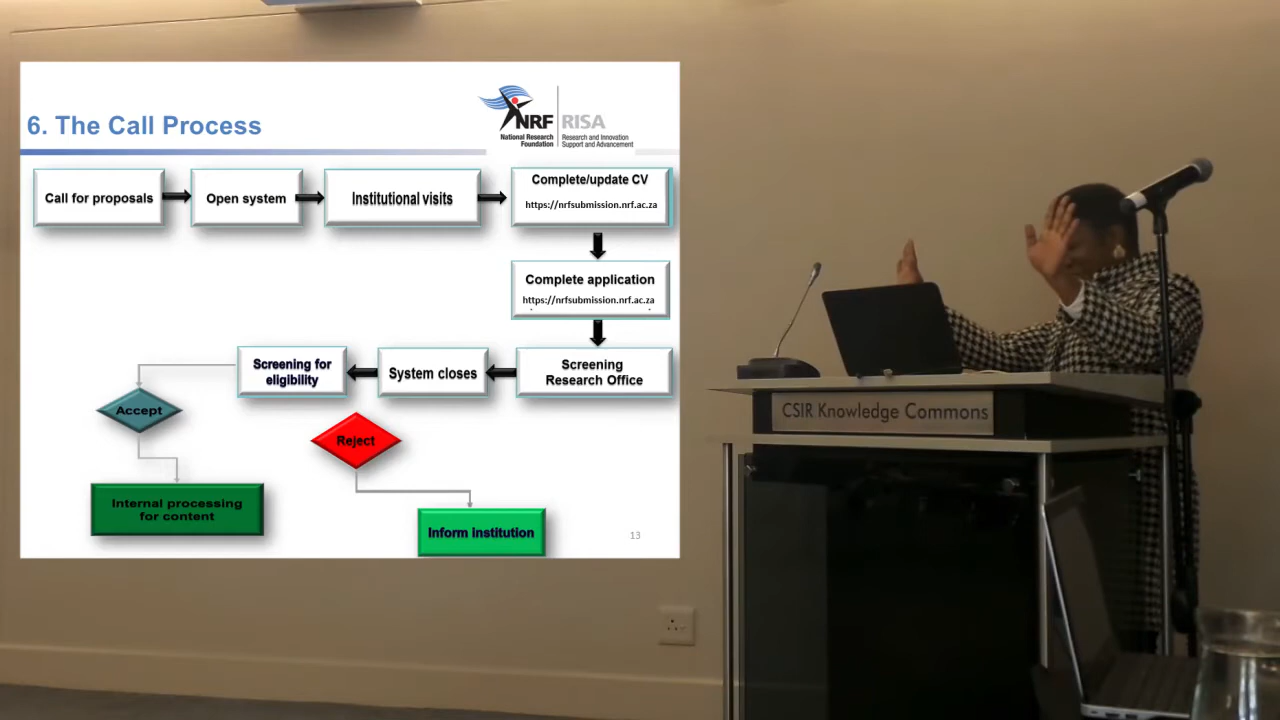 6. The Call Process
NRF
RISA
National Research
Foundation
Research and Innovation
Support and Advancement
Call for proposals
Open system
Institutional visits
Complete/update CV
https://nrfsubmission.nrf.ac.za
Complete application
https://nrfsubmission.nrf.ac.za
Screening for
eligibility
System closes
Screening
Research Office
Accept
Reject
Internal processing
for content
Inform institution
13
CSIR Knowledge Commons